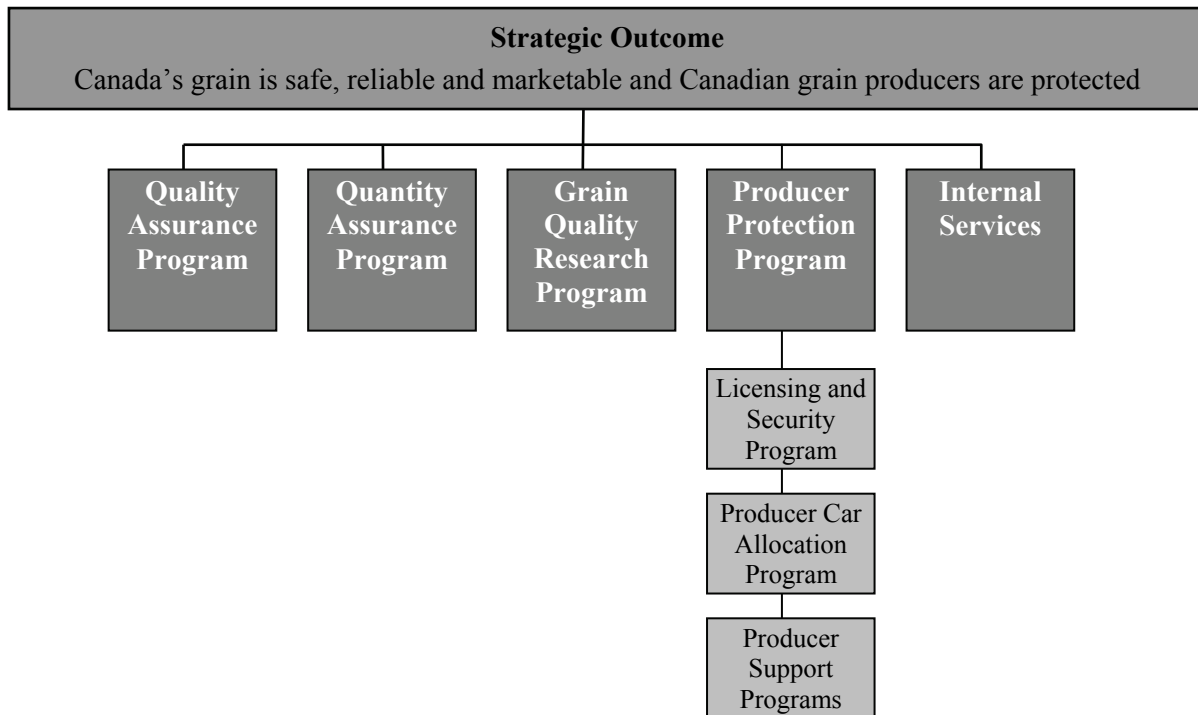 Strategic Outcome
Canada’s grain is safe, reliable and marketable and Canadian grain producers are protected
Quality
Assurance
Program
Quantity
Assurance
Program
Grain
Quality
Research
Program
Producer
Protection
Program
Internal
Services
Licensing and
Security
Program
Producer Car
Allocation
Program
Producer
Support
Programs